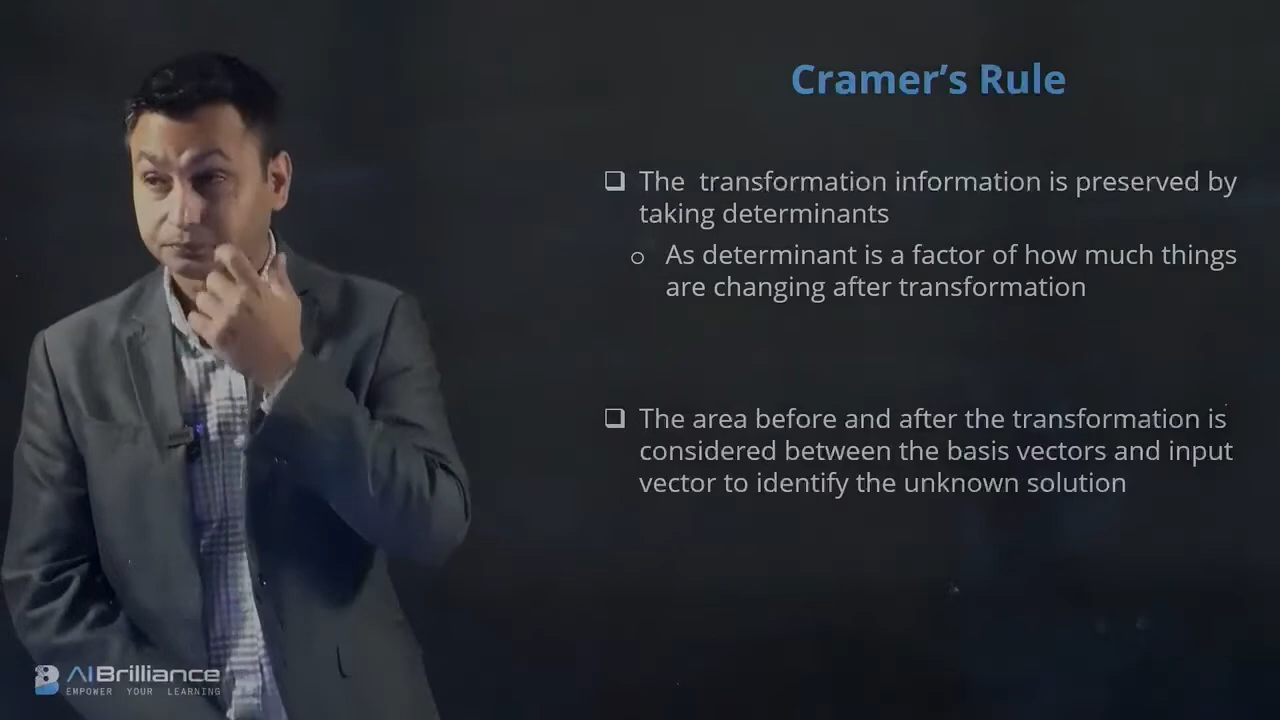 Cramer's Rule
The transformation information is preserved by
taking determinants
As determinant is a factor of how much things
are changing after transformation
The area before and after the transformation is
considered between the basis vectors and input
vector to identify the unknown solution
AIBrilliance
EMPOWER YOUR LEARNING